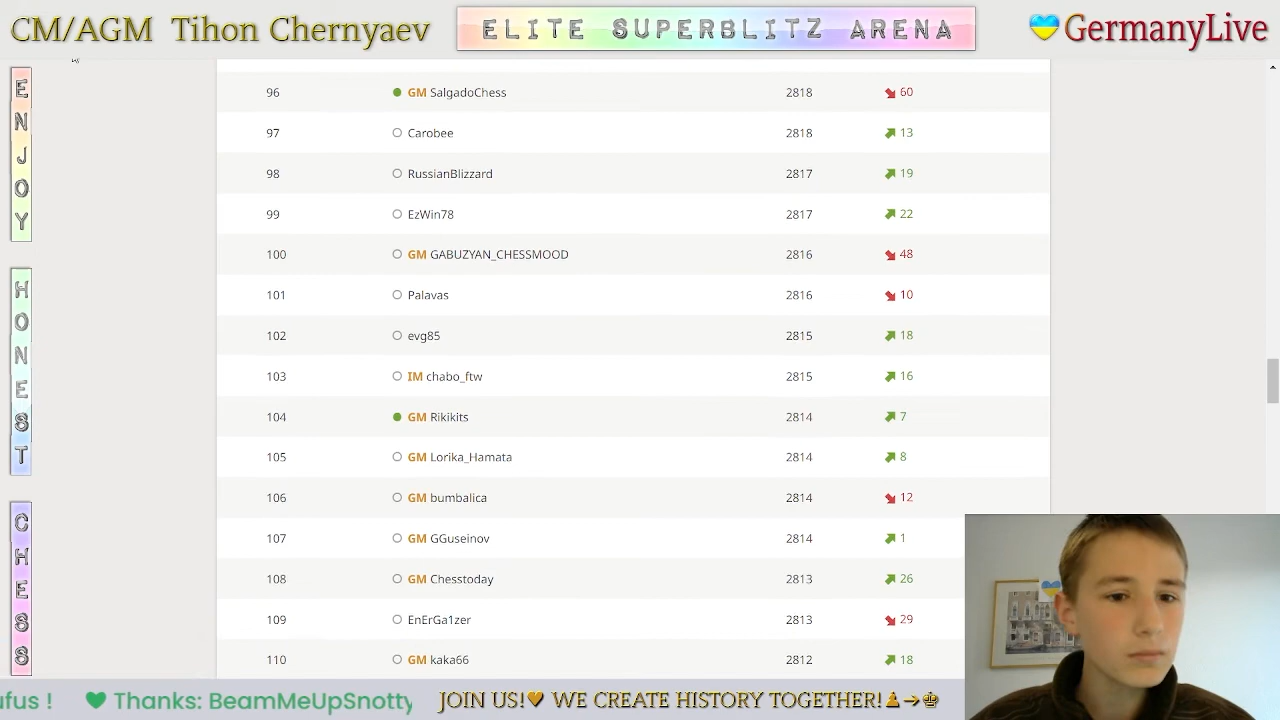 CM/AGM Tihon Chernyaev
ELITE SUPERBLITZ ARENA
GermanyLive
ENJOY
HONEST
CHESS
96 GM SalgadoChess 2818 60
97 Carobee 2818 13
98 RussianBlizzard 2817 19
99 EzWin78 2817 22
100 GM GABUZYAN_CHESSMOOD 2816 48
101 Palavas 2816 10
102 evg85 2815 18
103 IM chabo_ftw 2815 16
104 GM Rikikits 2814 7
105 GM Lorika_Hamata 2814 8
106 GM bumbalica 2814 12
107 GM GGuseinov 2814 1
108 GM Chesstoday 2813 26
109 EnErGa1zer 2813 29
110 GM kaka66 2812 18
ufus ! Thanks: BeamMeUpSnotty
JOIN US! WE CREATE HISTORY TOGETHER!